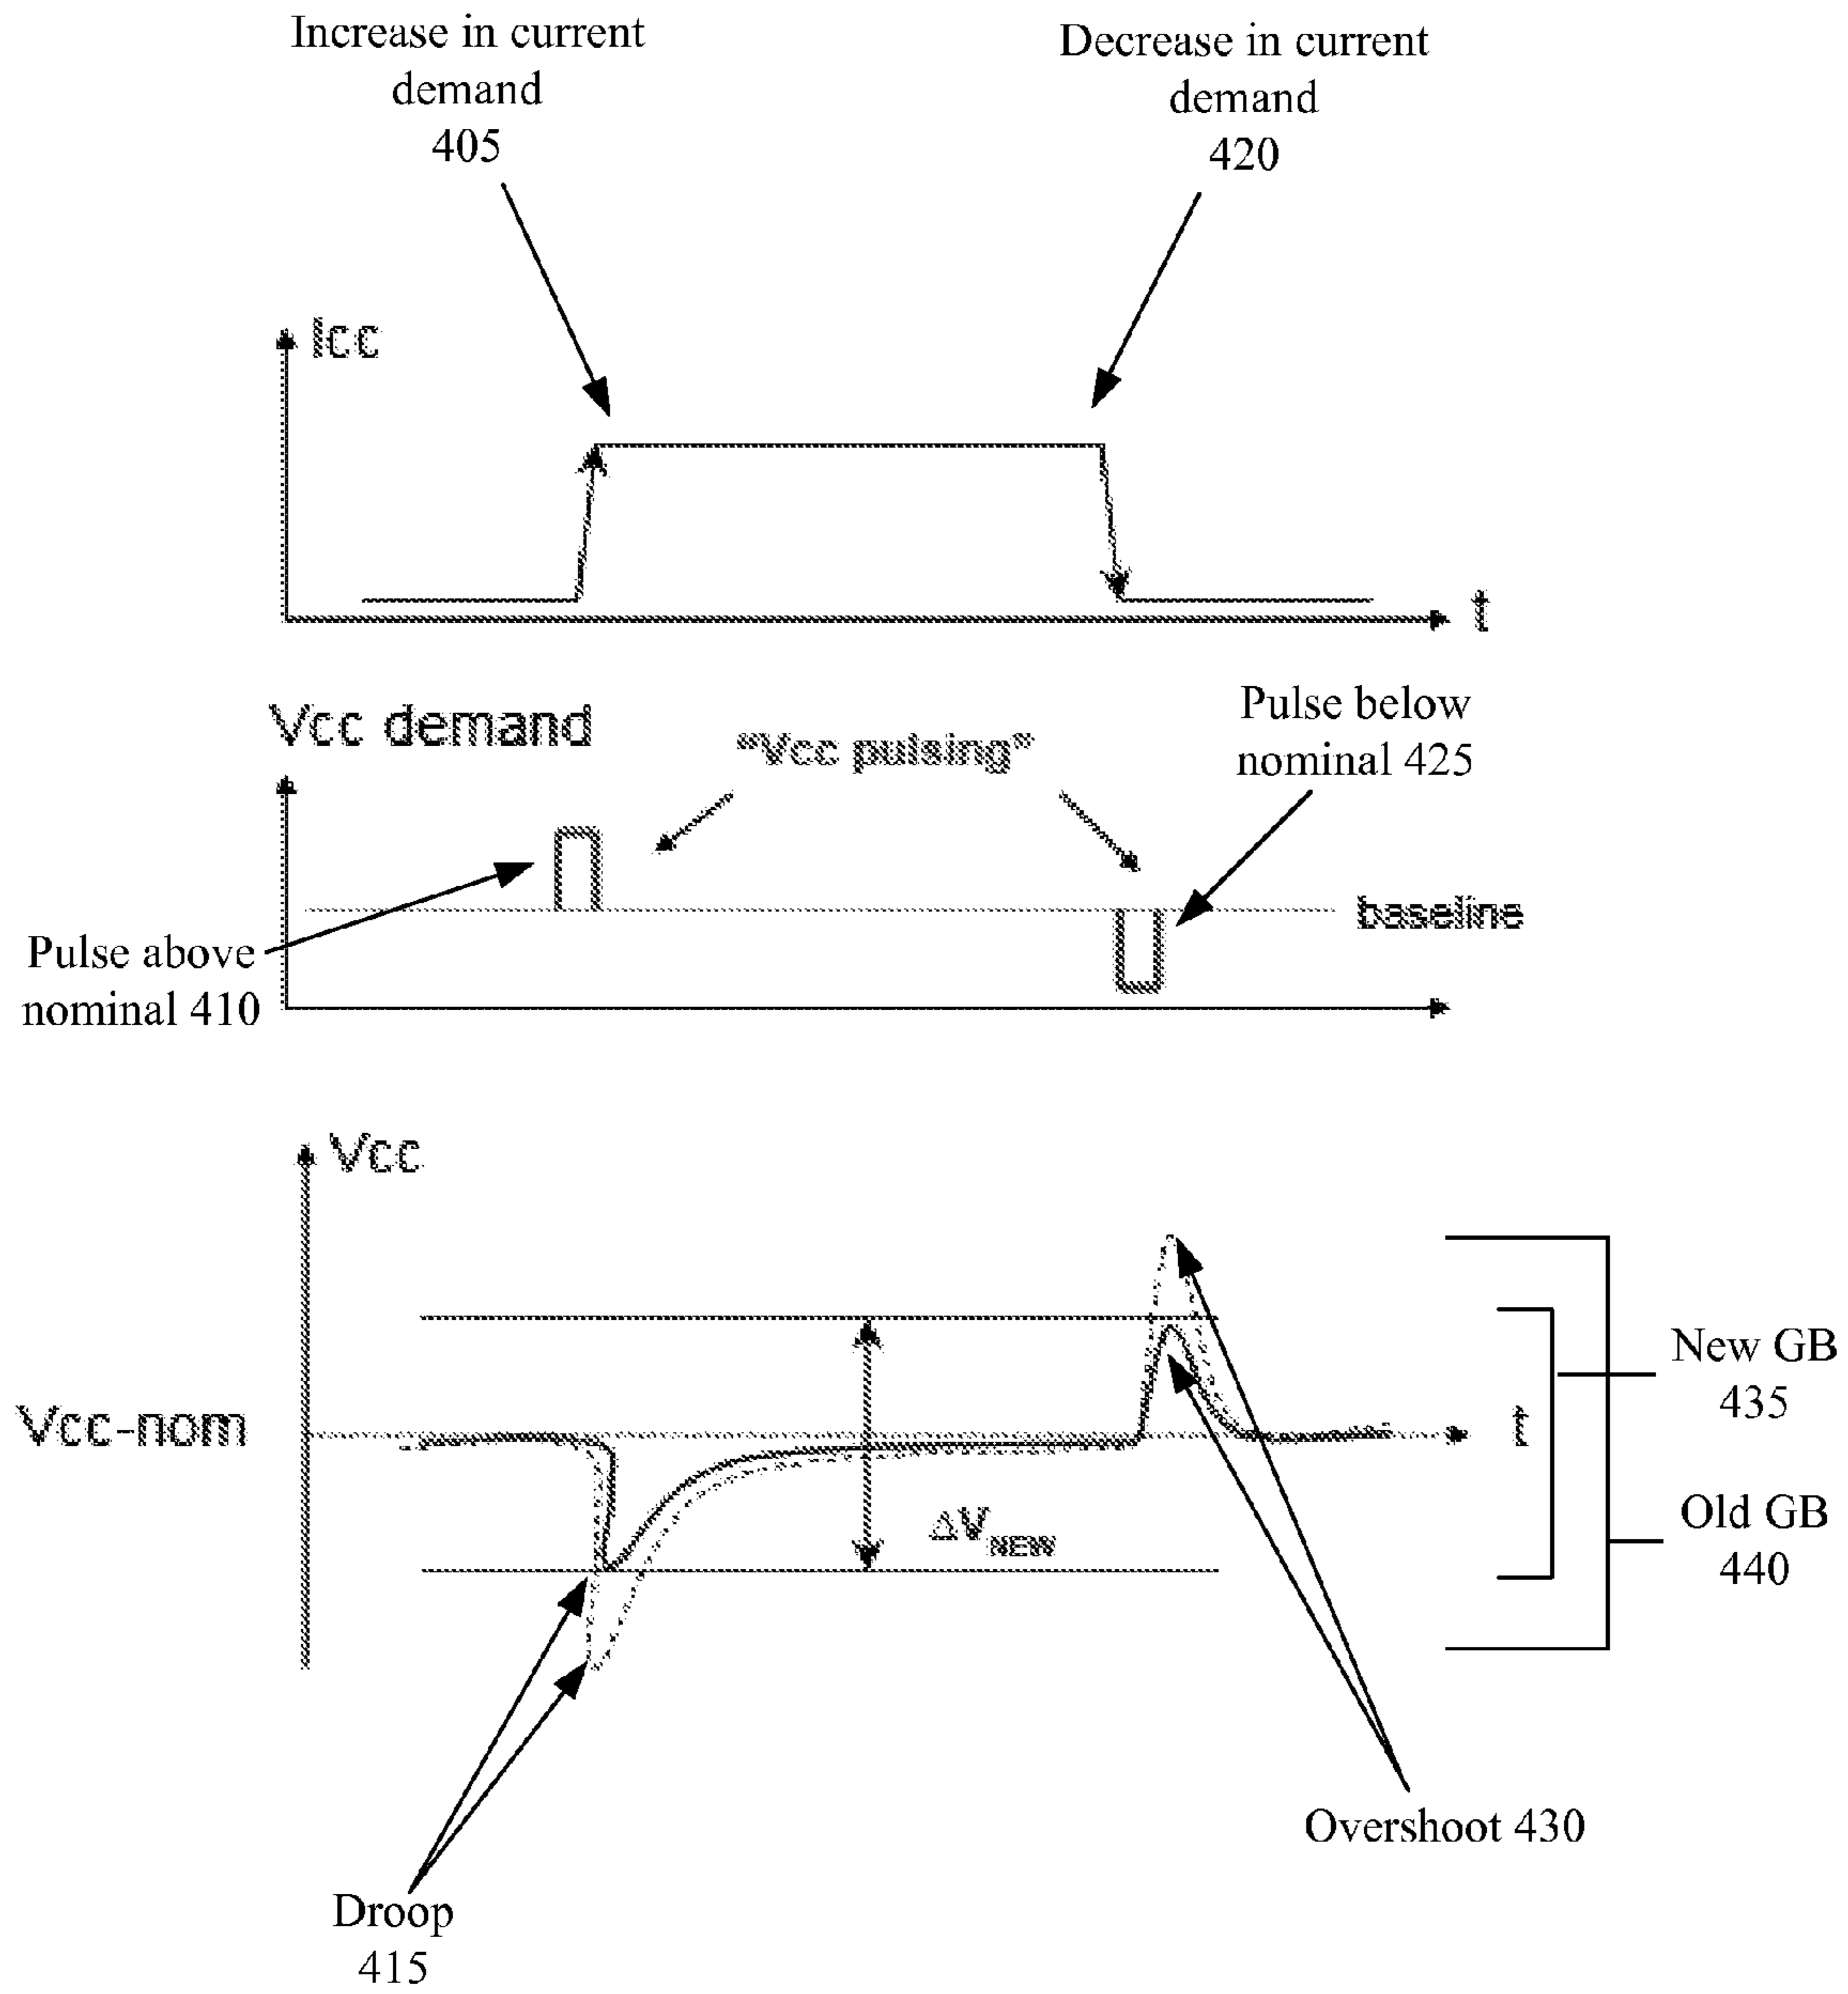 Increase in current
demand
405
Decrease in current
demand
420
Icc
t
Vcc demand
"Vcc pulsing"
Pulse below
nominal 425
baseline
Pulse above
nominal 410
Vcc
New GB
435
Vcc-nom
t
ΔVNEW
Old GB
440
Overshoot 430
Droop
415